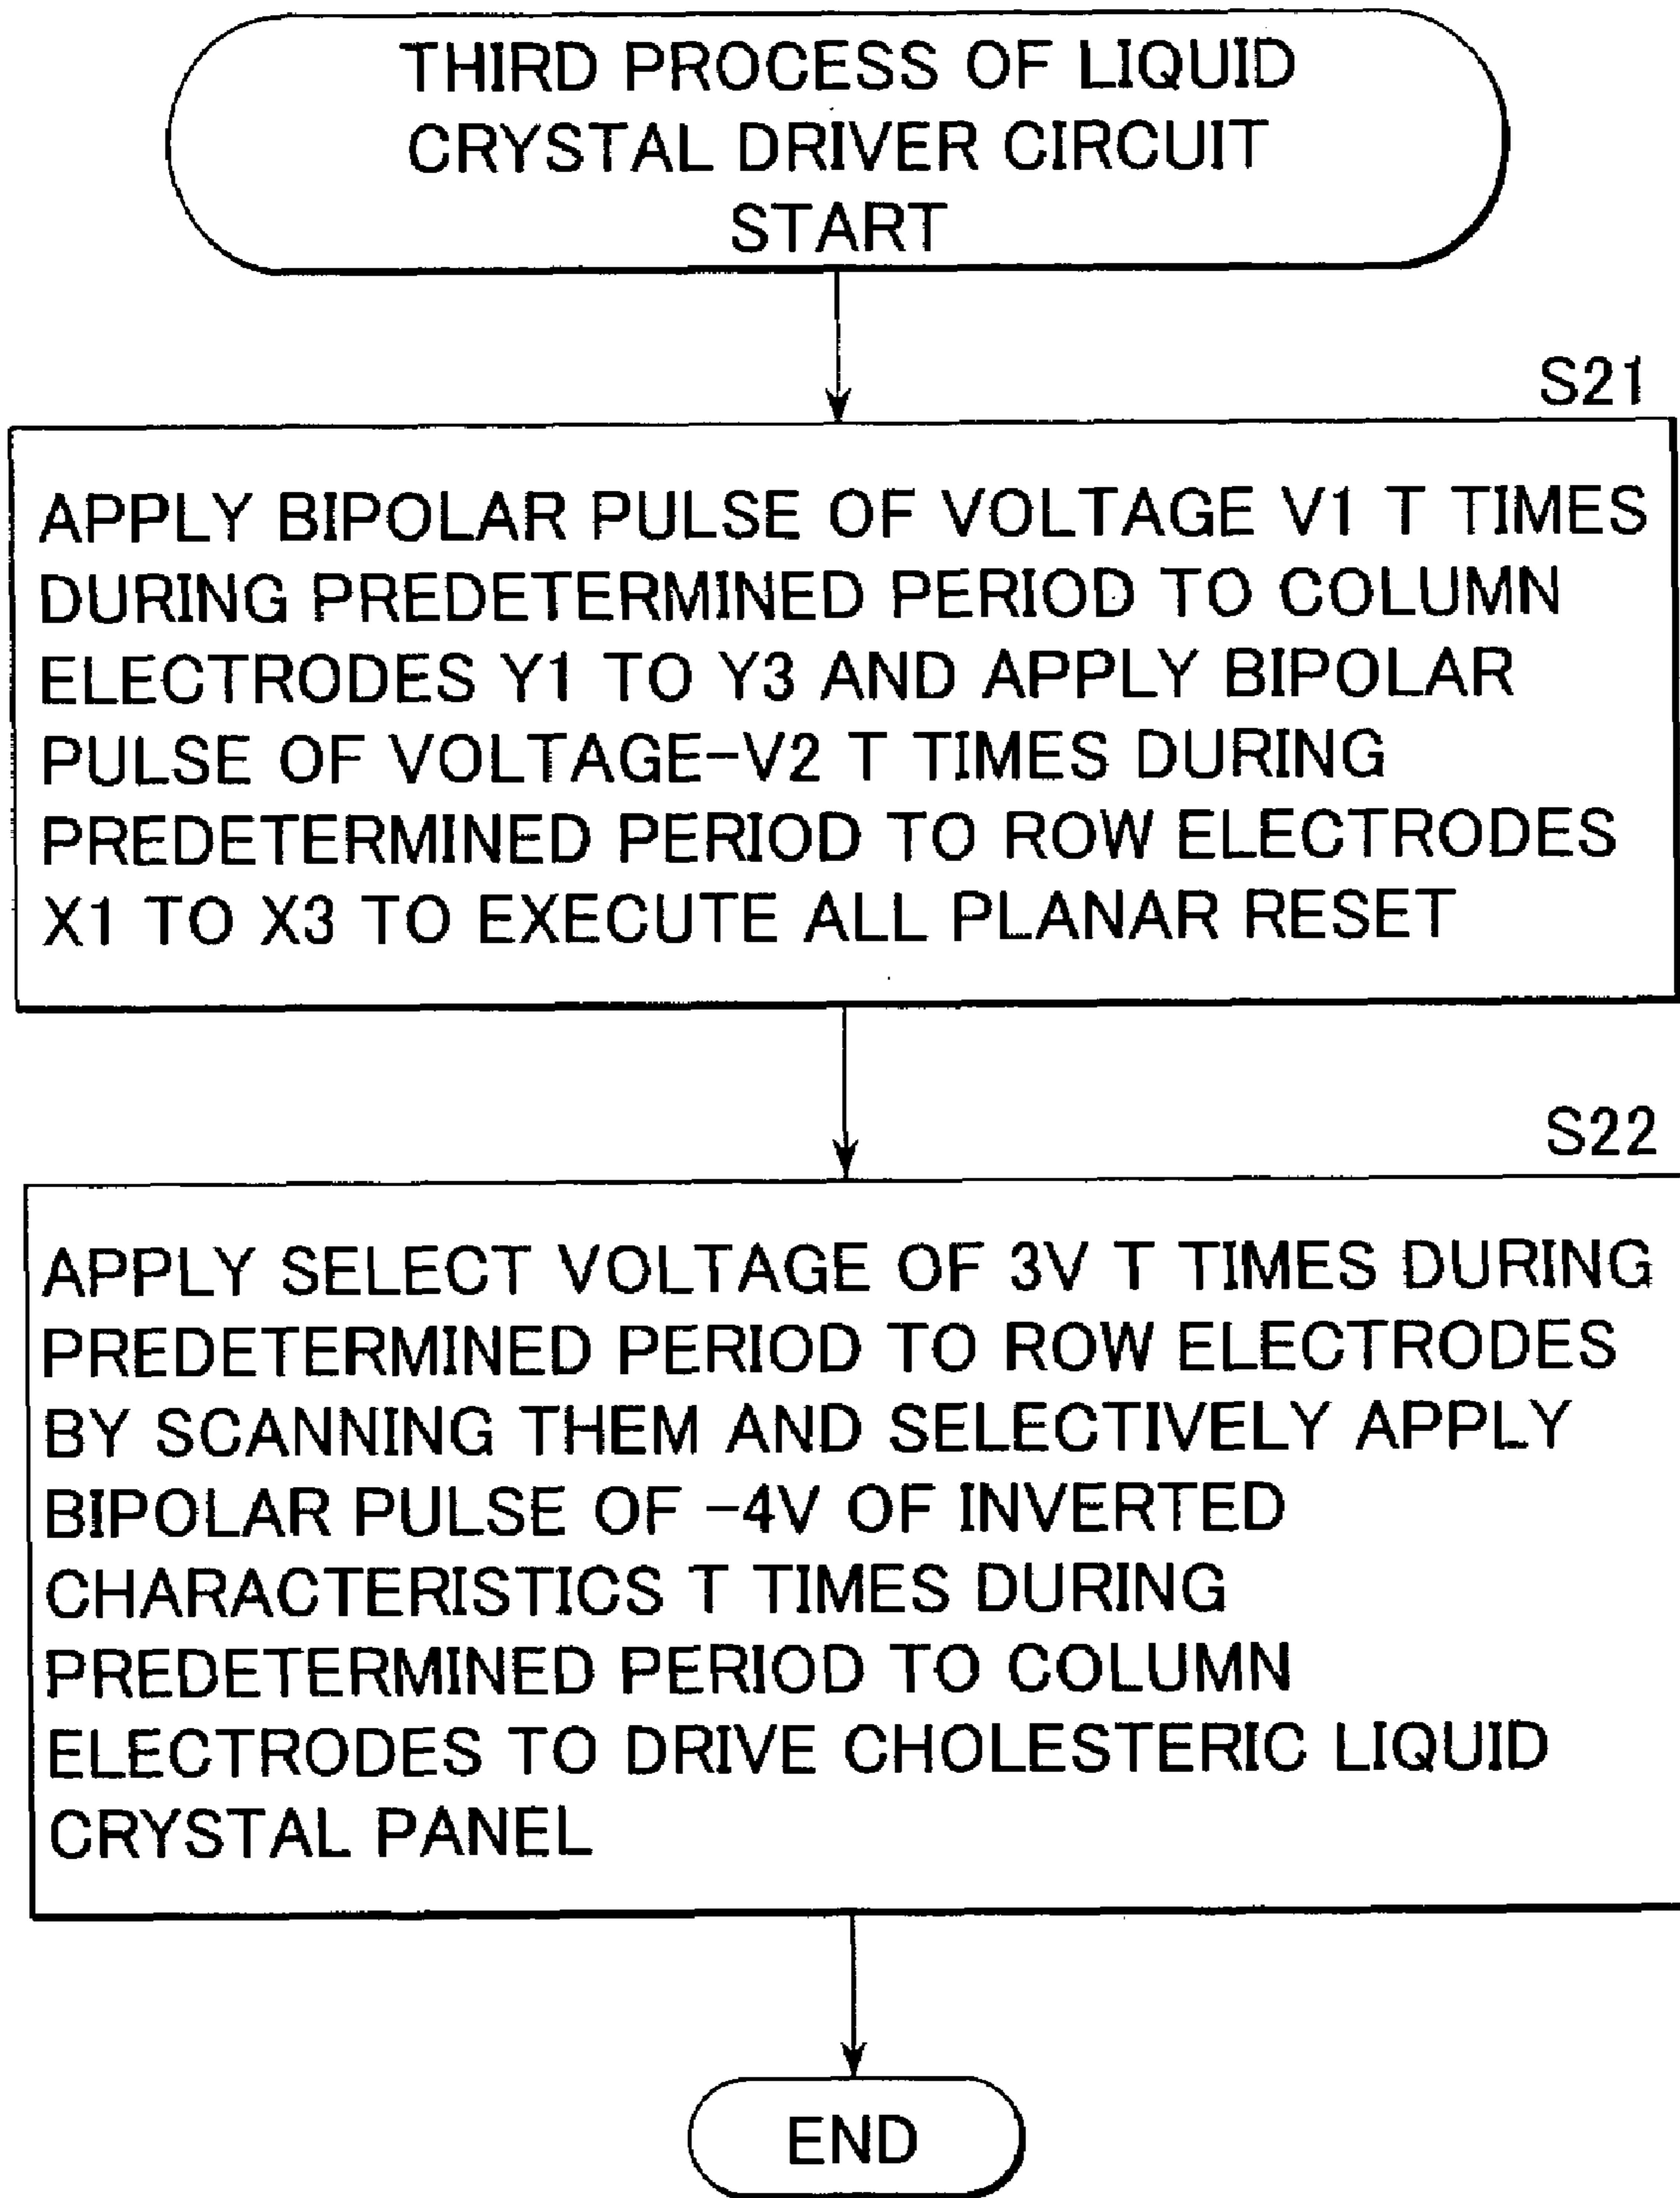 THIRD PROCESS OF LIQUID
CRYSTAL DRIVER CIRCUIT
START
S21
APPLY BIPOLAR PULSE OF VOLTAGE V1 T TIMES
DURING PREDETERMINED PERIOD TO COLUMN
ELECTRODES Y1 TO Y3 AND APPLY BIPOLAR
PULSE OF VOLTAGE-V2 T TIMES DURING
PREDETERMINED PERIOD TO ROW ELECTRODES
X1 TO X3 TO EXECUTE ALL PLANAR RESET
S22
APPLY SELECT VOLTAGE OF 3V T TIMES DURING
PREDETERMINED PERIOD TO ROW ELECTRODES
BY SCANNING THEM AND SELECTIVELY APPLY
BIPOLAR PULSE OF -4V OF INVERTED
CHARACTERISTICS T TIMES DURING
PREDETERMINED PERIOD TO COLUMN
ELECTRODES TO DRIVE CHOLESTERIC LIQUID
CRYSTAL PANEL
END